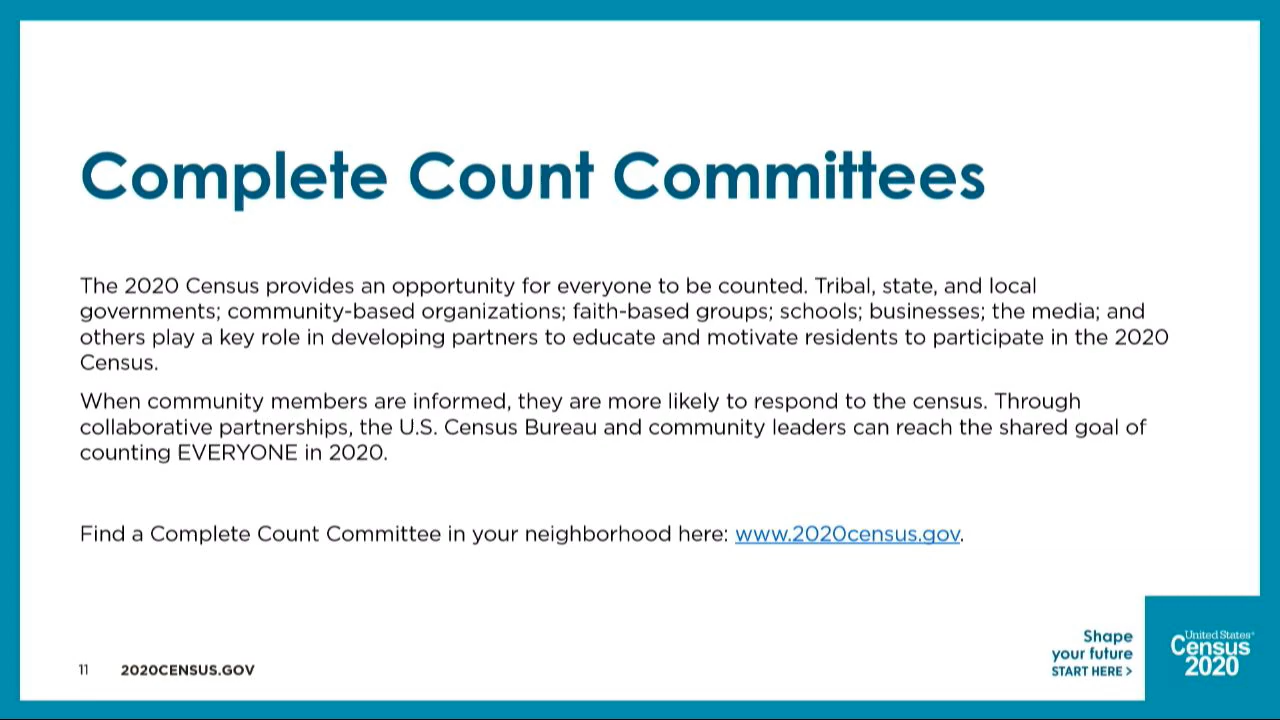 Complete Count Committees
The 2020 Census provides an opportunity for everyone to be counted. Tribal, state, and local
governments; community-based organizations; faith-based groups; schools; businesses; the media; and
others play a key role in developing partners to educate and motivate residents to participate in the 2020
Census.
When community members are informed, they are more likely to respond to the census. Through
collaborative partnerships, the U.S. Census Bureau and community leaders can reach the shared goal of
counting EVERYONE in 2020.
Find a Complete Count Committee in your neighborhood here: www.2020census.gov.
11 2020CENSUS.GOV
Shape
your future
START HERE >
United States®
Census
2020